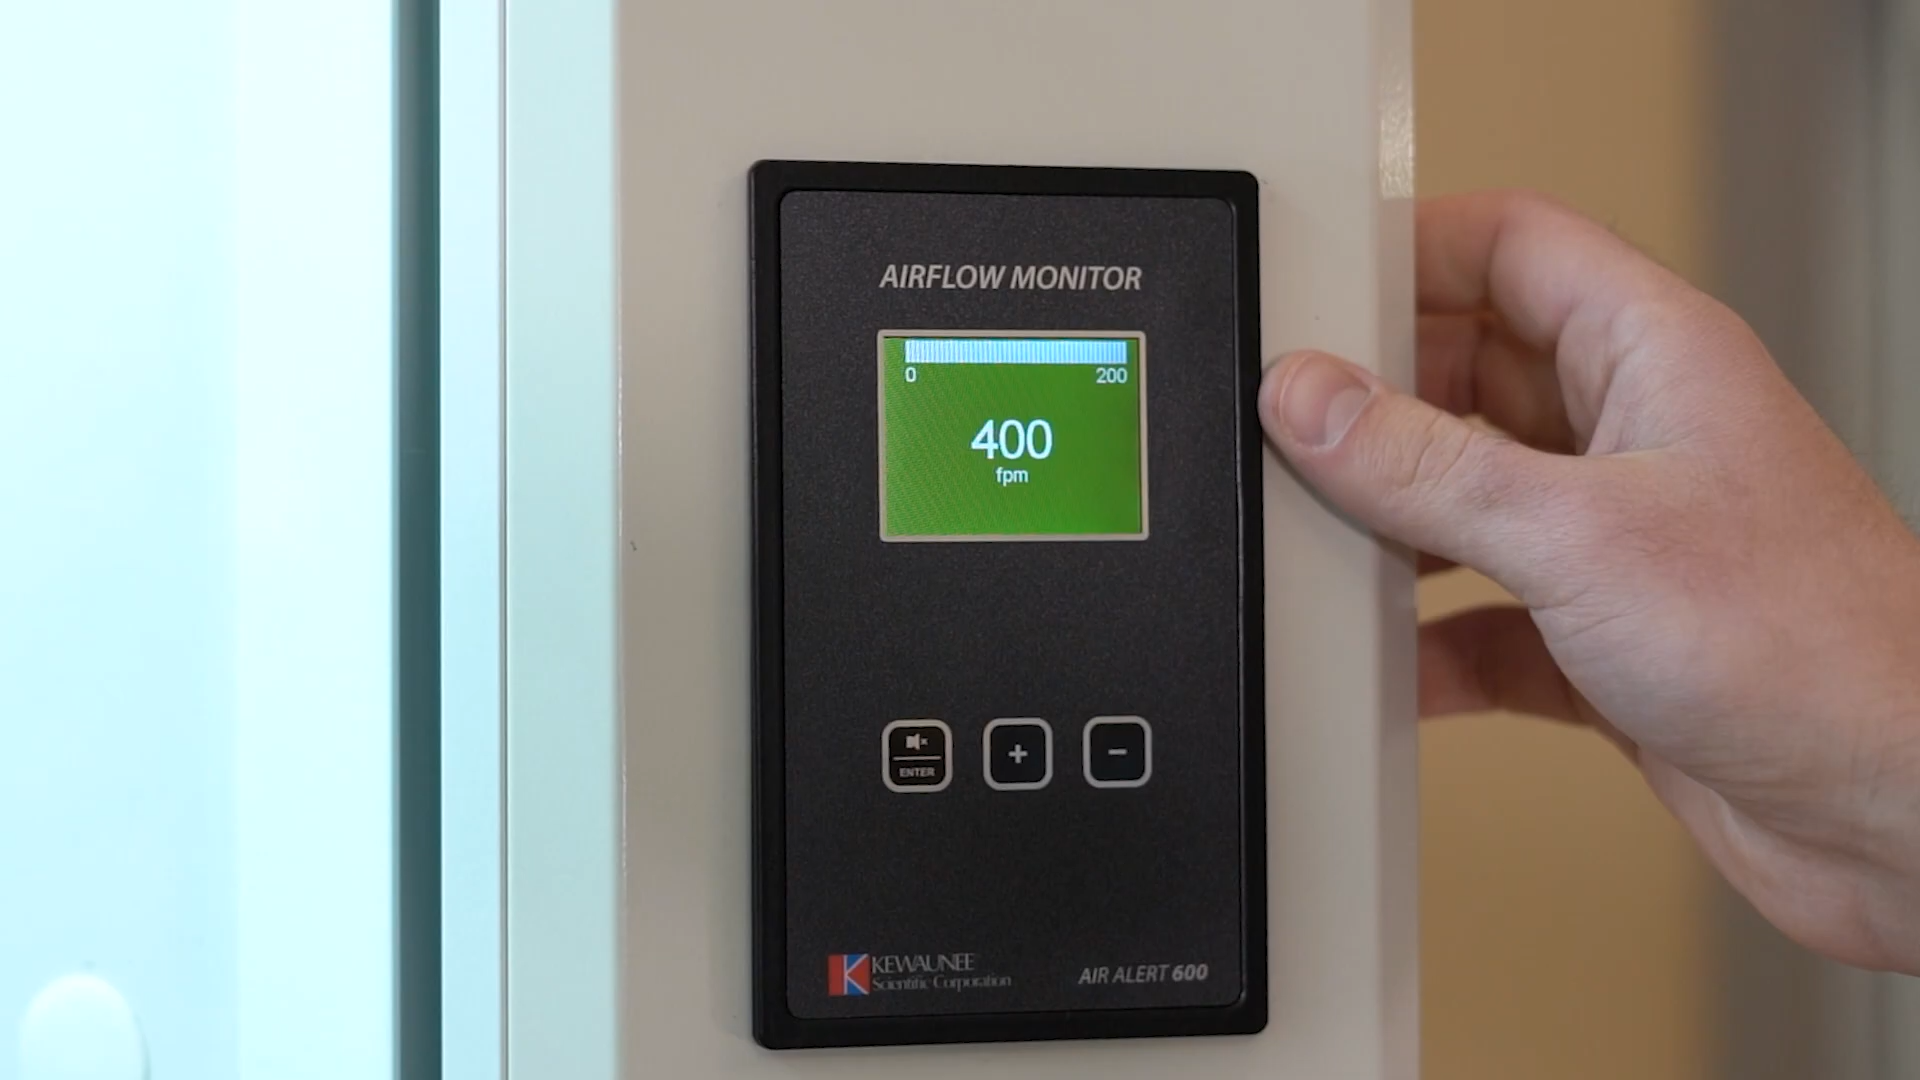 AIRFLOW MONITOR
0 200
400
fpm
ENTER
+ −
KEWAUNEE
Scientific Corporation
AIR ALERT 600